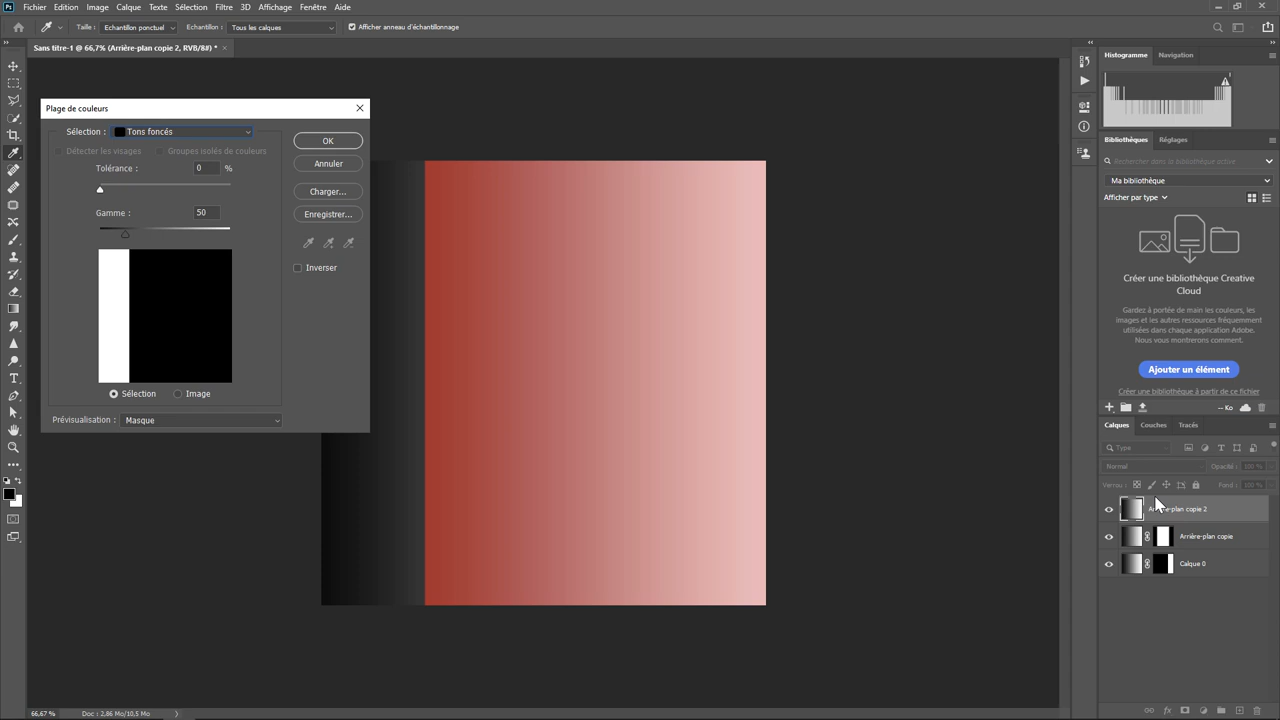 Fichier Edition Image Calque Texte Sélection Filtre 3D Affichage Fenêtre Aide
Taille : Echantillon ponctuel Echantillon : Tous les calques Afficher anneau d'échantillonnage
Sans titre-1 @ 66,7% (Arrière-plan copie 2, RVB/8#) *
Plage de couleurs
Sélection : Tons foncés
Détecter les visages Groupes isolés de couleurs
Tolérance : 0 %
Gamme : 50
OK
Annuler
Charger...
Enregistrer...
Inverser
Sélection Image
Prévisualisation : Masque
Histogramme Navigation
Bibliothèques Réglages
Rechercher dans la bibliothèque active
Ma bibliothèque
Afficher par type
Créer une bibliothèque Creative
Cloud
Gardez à portée de main les couleurs, les
images et les autres ressources fréquemment
utilisées dans chaque application Adobe.
Nous vous montrerons comment.
Ajouter un élément
Créer une bibliothèque à partir de ce fichier
-- Ko
Calques Couches Tracés
Type
Normal Opacité : 100 %
Verrou : Fond : 100 %
plan copie 2
Arrière-plan copie
Calque 0
66,67 % Doc : 2,86 Mo/10,5 Mo